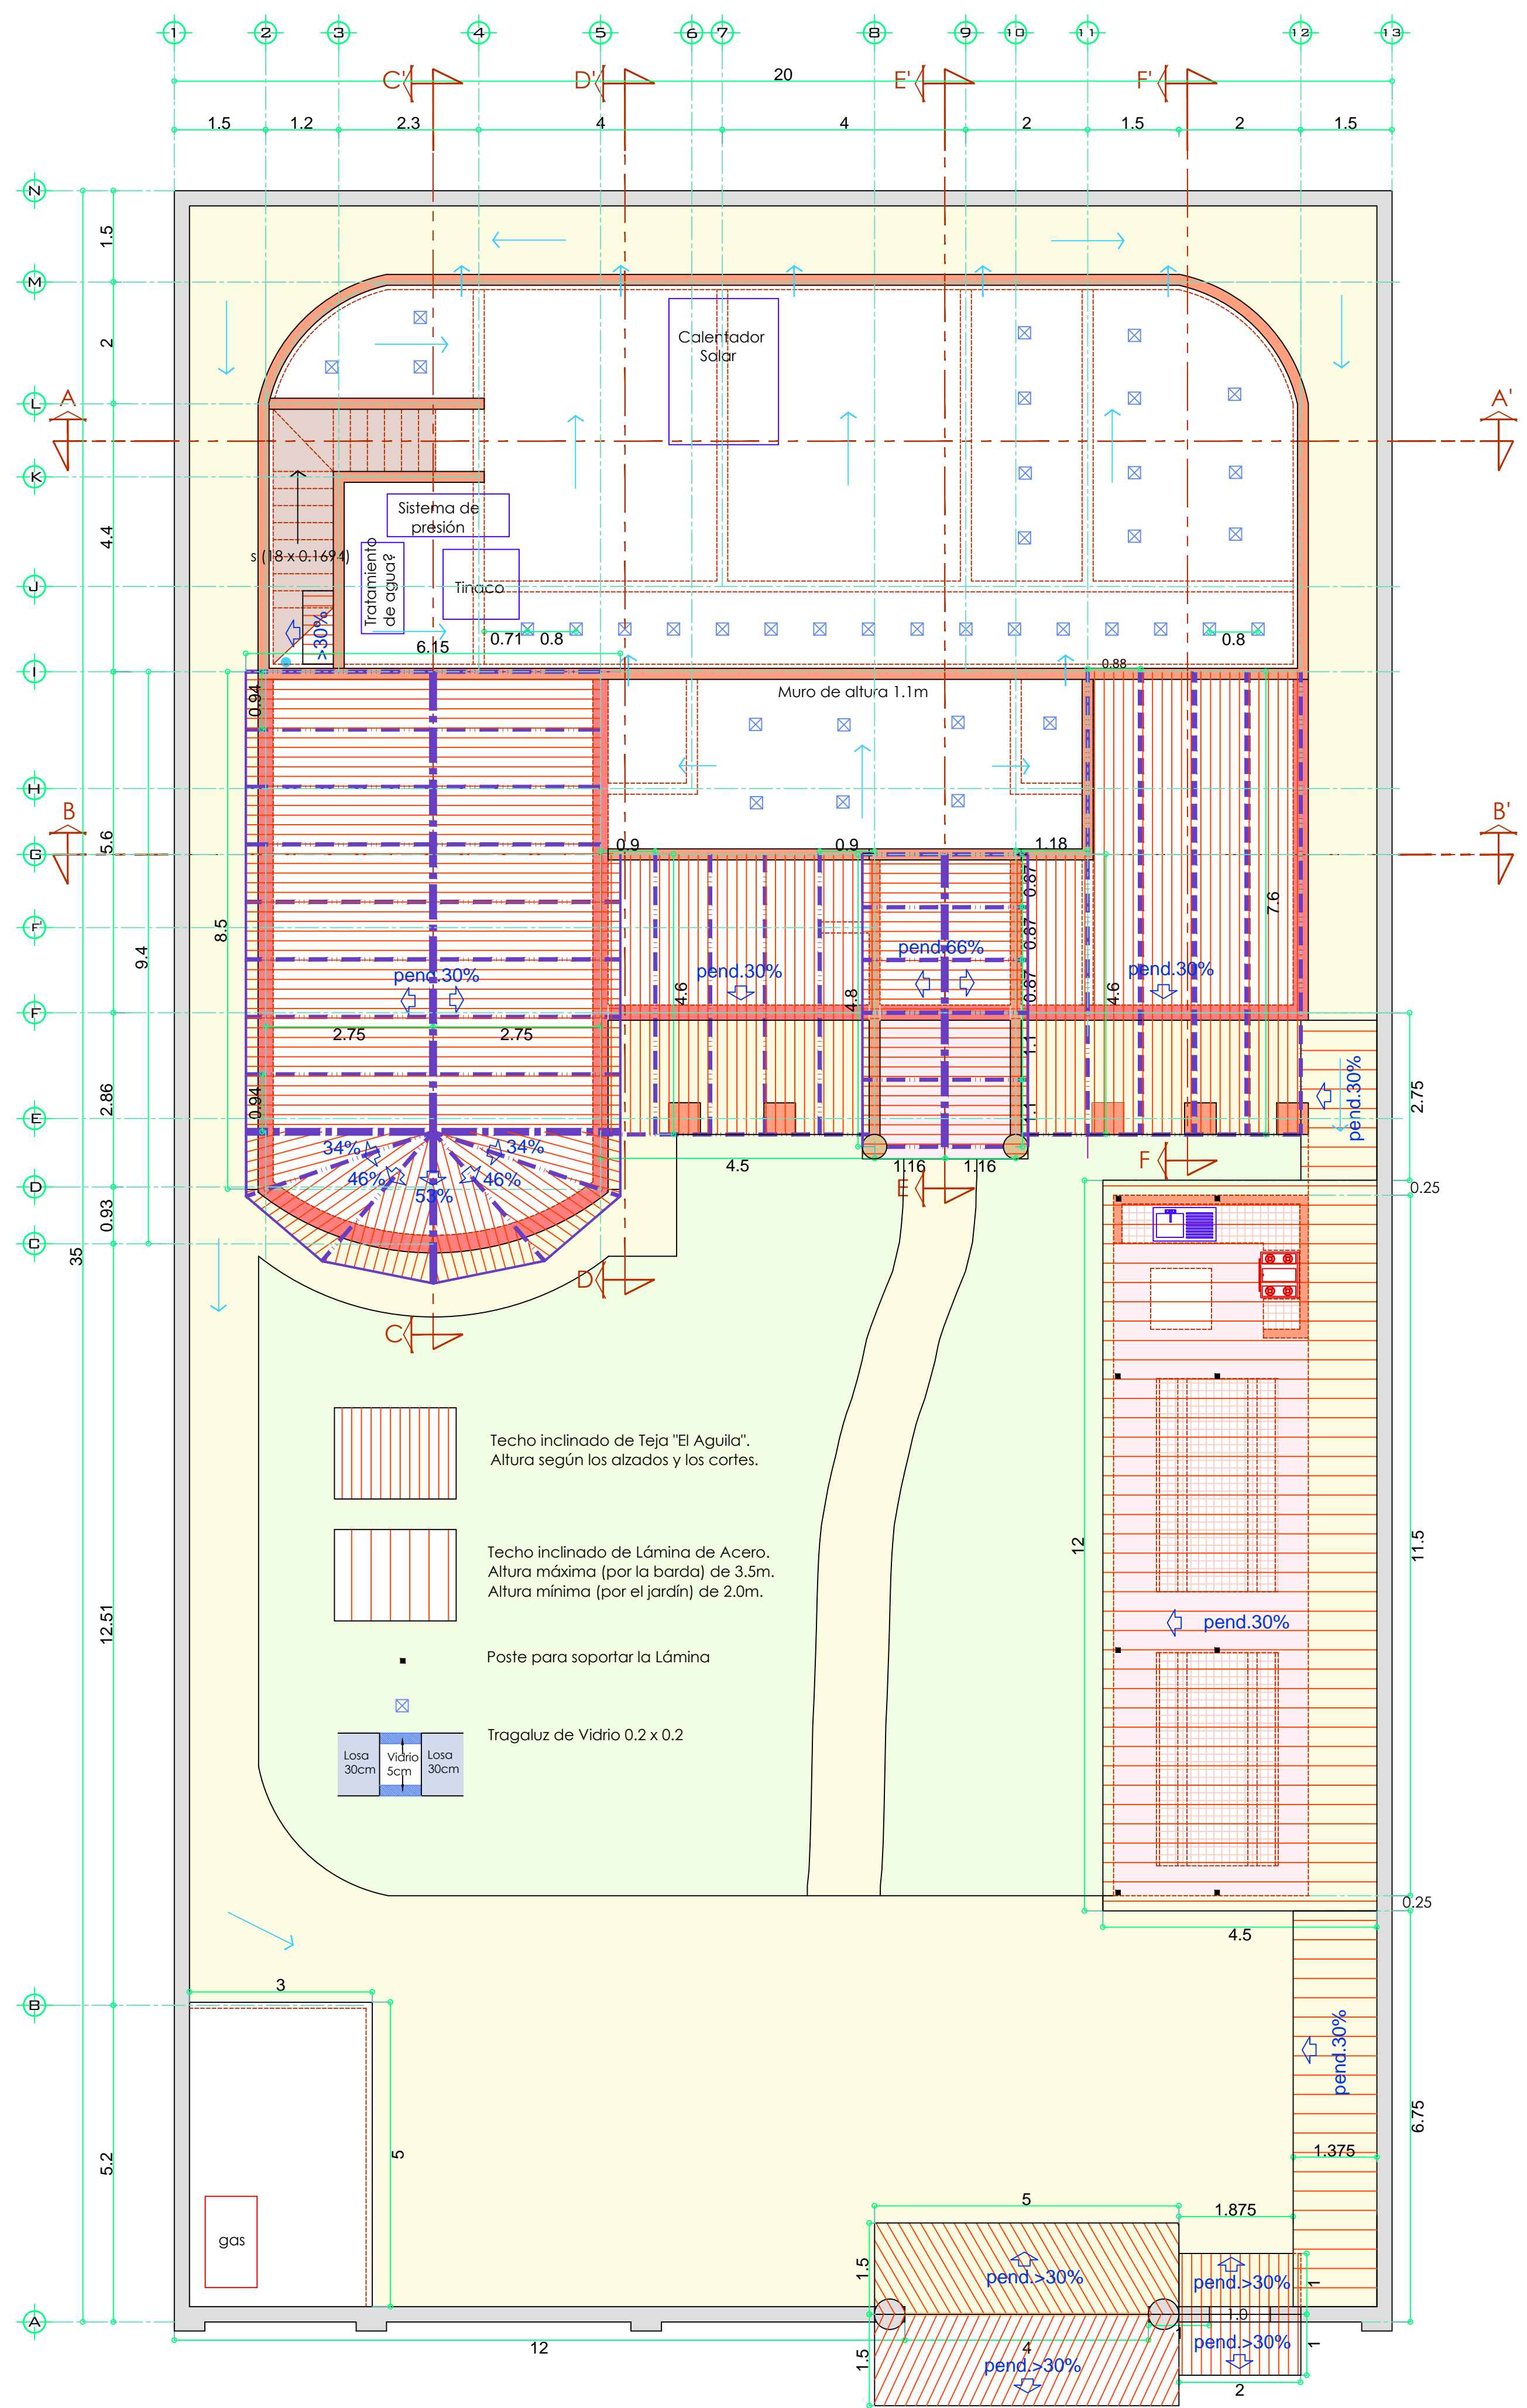 1 2 3 4 5 6 7 8 9 10 11 12 13
C' D' E' F'
20
1.5 1.2 2.3 4 4 2 1.5 2 1.5
N
1.5
M
2
Calentador
Solar
L
A A'
K
Sistema de
presión
4.4
s (18 x 0.1694)
Tratamiento
de agua?
Tinaco
J
>30%
0.71 0.8 0.8
6.15
I
0.88
Muro de altura 1.1m
0.94
H
B B'
5.6
G
0.9 0.9 1.18
0.87
7.6
F
8.5
0.87
9.4
pend.30% pend.30% pend.66% pend.30%
4.6 4.8 0.87 4.6
F
2.75 2.75
1.1
pend.30%
2.75
2.86
0.94
1.1
E
34% 34%
46% 46%
53%
4.5 1.16 1.16
F
E
D
0.25
0.93
C
35
D
C
Techo inclinado de Teja "El Aguila".
Altura según los alzados y los cortes.
12 11.5
Techo inclinado de Lámina de Acero.
Altura máxima (por la barda) de 3.5m.
Altura mínima (por el jardín) de 2.0m.
12.51
pend.30%
Poste para soportar la Lámina
Tragaluz de Vidrio 0.2 x 0.2
Losa
30cm
Vidrio
5cm
Losa
30cm
0.25
4.5
3
B
pend.30%
6.75
5.2
5
1.375
5
1.875
gas
1.5
pend.>30% pend.>30% 1
A
1.0
12 4 1
1.5
pend.>30% pend.>30% 1
2